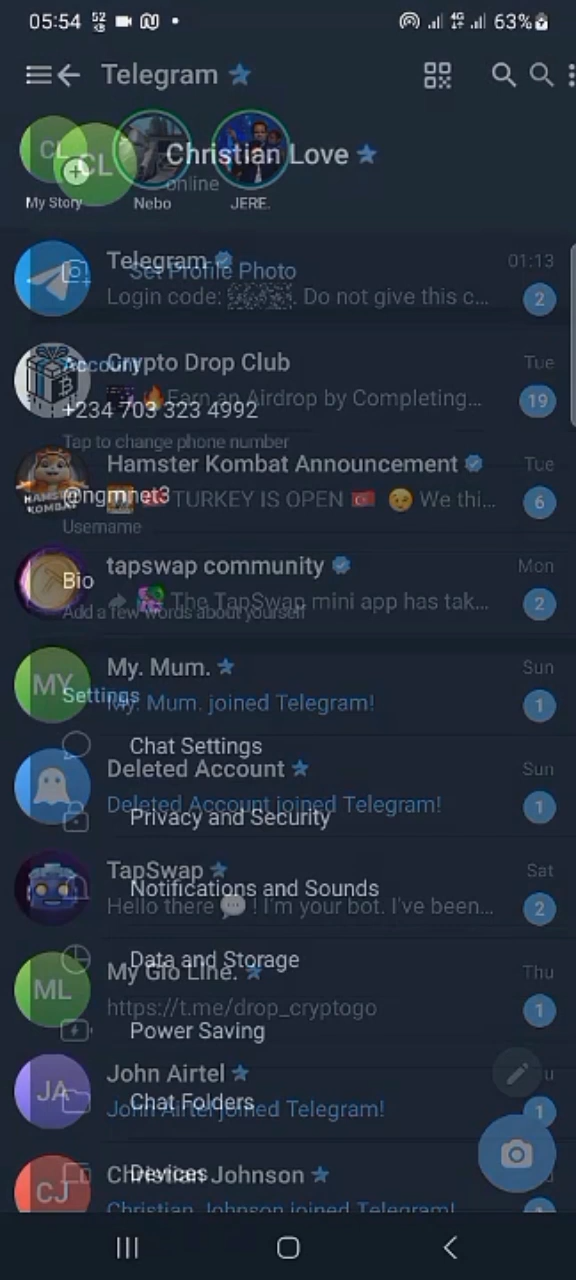 05:54 52 KB 4G 63%
Telegram
CL CL
Christian Love
online
My Story Nebo JERE.
Telegram 01:13
Set Profile Photo
Login code: . Do not give this c... 2
Account
Crypto Drop Club Tue
🔥Earn an Airdrop by Completing... 19
+234 703 323 4992
Tap to change phone number
Hamster Kombat Announcement Tue
HAMSTER KOMBAT
@ngmnet3
TURKEY IS OPEN 🇹🇷 😉 We thi... 6
Username
tapswap community Mon
Bio
The TapSwap mini app has tak... 2
Add a few words about yourself
MY
My. Mum. Sun
Settings
My. Mum. joined Telegram! 1
Chat Settings
Deleted Account Sun
Deleted Account joined Telegram! 1
Privacy and Security
TapSwap Sat
Notifications and Sounds
Hello there 💬 ! I'm your bot. I've been... 2
Data and Storage
ML
My Glo Line. Thu
https://t.me/drop_cryptogo 1
Power Saving
JA
John Airtel
Chat Folders
John Airtel joined Telegram! 1
Devices
CJ
Christian Johnson
Christian Johnson joined Telegram!